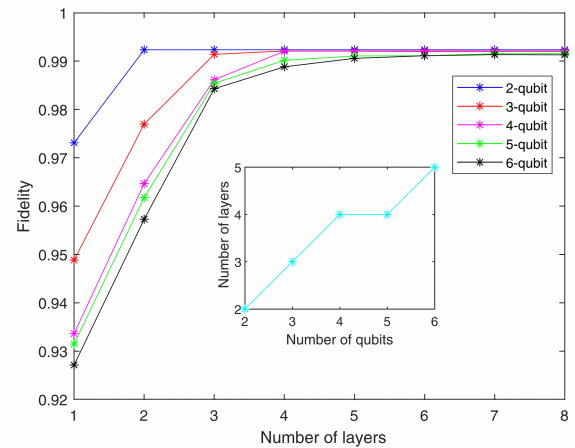 1
0.99
0.98
0.97
0.96
0.95
0.94
0.93
0.92
Fidelity
1 2 3 4 5 6 7 8
Number of layers
2-qubit
3-qubit
4-qubit
5-qubit
6-qubit
5
4
3
2
Number of layers
2 3 4 5 6
Number of qubits